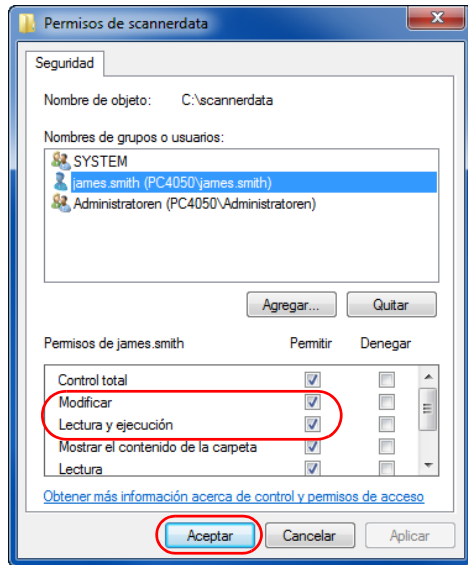 Permisos de scannerdata
Seguridad
Nombre de objeto: C:\scannerdata
Nombres de grupos o usuarios:
SYSTEM
james.smith (PC4050\james.smith)
Administratoren (PC4050\Administratoren)
Agregar... Quitar
Permisos de james.smith Permitir Denegar
Control total
Modificar
Lectura y ejecución
Mostrar el contenido de la carpeta
Lectura
Obtener más información acerca de control y permisos de acceso
Aceptar Cancelar Aplicar